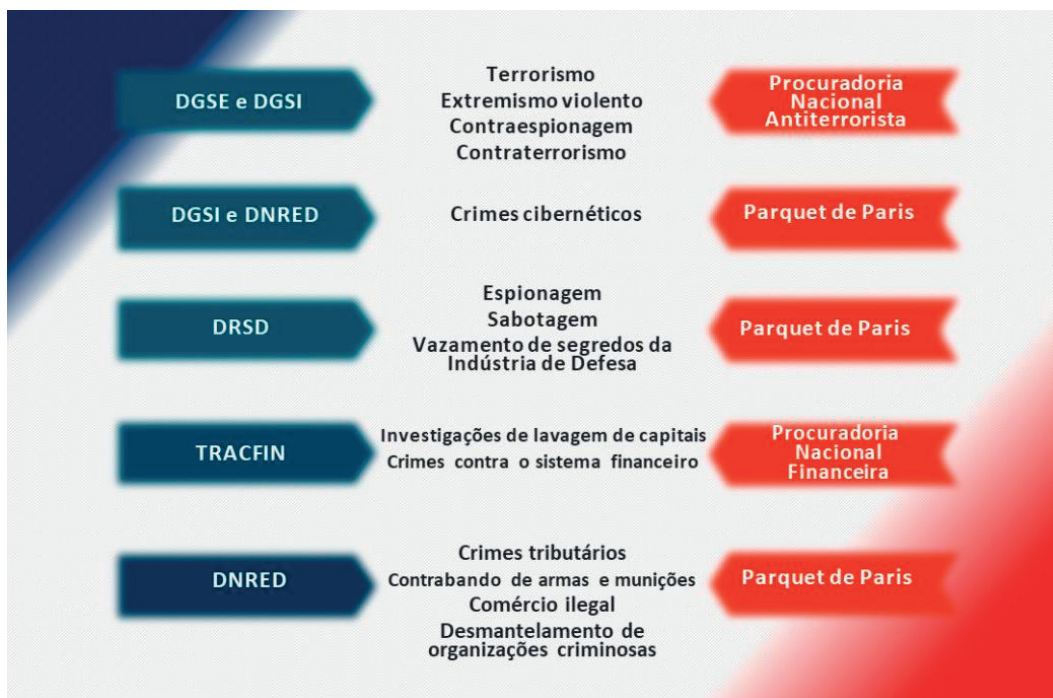 DGSE e DGSI
Terrorismo
Extremismo violento
Contraespionagem
Contraterrorismo
Procuradoria
Nacional
Antiterrorista
DGSI e DNRED
Crimes cibernéticos
Parquet de Paris
DRSD
Espionagem
Sabotagem
Vazamento de segredos da
Indústria de Defesa
Parquet de Paris
TRACFIN
Investigações de lavagem de capitais
Crimes contra o sistema financeiro
Procuradoria
Nacional
Financeira
DNRED
Crimes tributários
Contrabando de armas e munições
Comércio ilegal
Desmantelamento de
organizações criminosas
Parquet de Paris